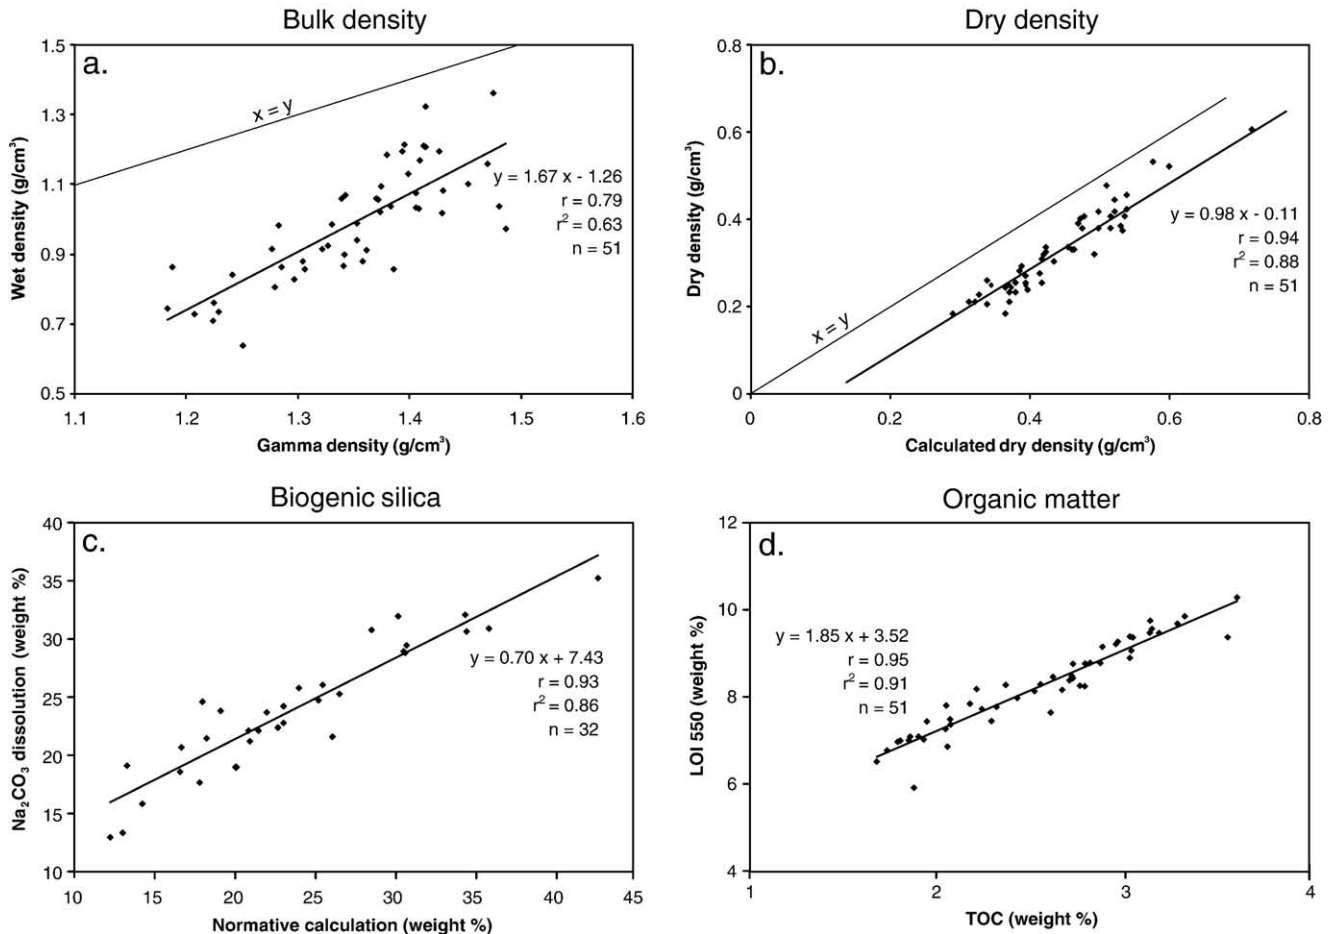 Bulk density
a.
x = y
y = 1.67 x - 1.26
r = 0.79
r² = 0.63
n = 51
1.5
1.3
1.1
0.9
0.7
0.5
Wet density (g/cm³)
1.1
1.2
1.3
1.4
1.5
1.6
Gamma density (g/cm³)
Dry density
b.
x = y
y = 0.98 x - 0.11
r = 0.94
r² = 0.88
n = 51
0.8
0.6
0.4
0.2
0
Dry density (g/cm³)
0
0.2
0.4
0.6
0.8
Calculated dry density (g/cm³)
Biogenic silica
c.
y = 0.70 x + 7.43
r = 0.93
r² = 0.86
n = 32
40
35
30
25
20
15
10
Na₂CO₃ dissolution (weight %)
10
15
20
25
30
35
40
45
Normative calculation (weight %)
Organic matter
d.
y = 1.85 x + 3.52
r = 0.95
r² = 0.91
n = 51
12
10
8
6
4
LOI 550 (weight %)
1
2
3
4
TOC (weight %)